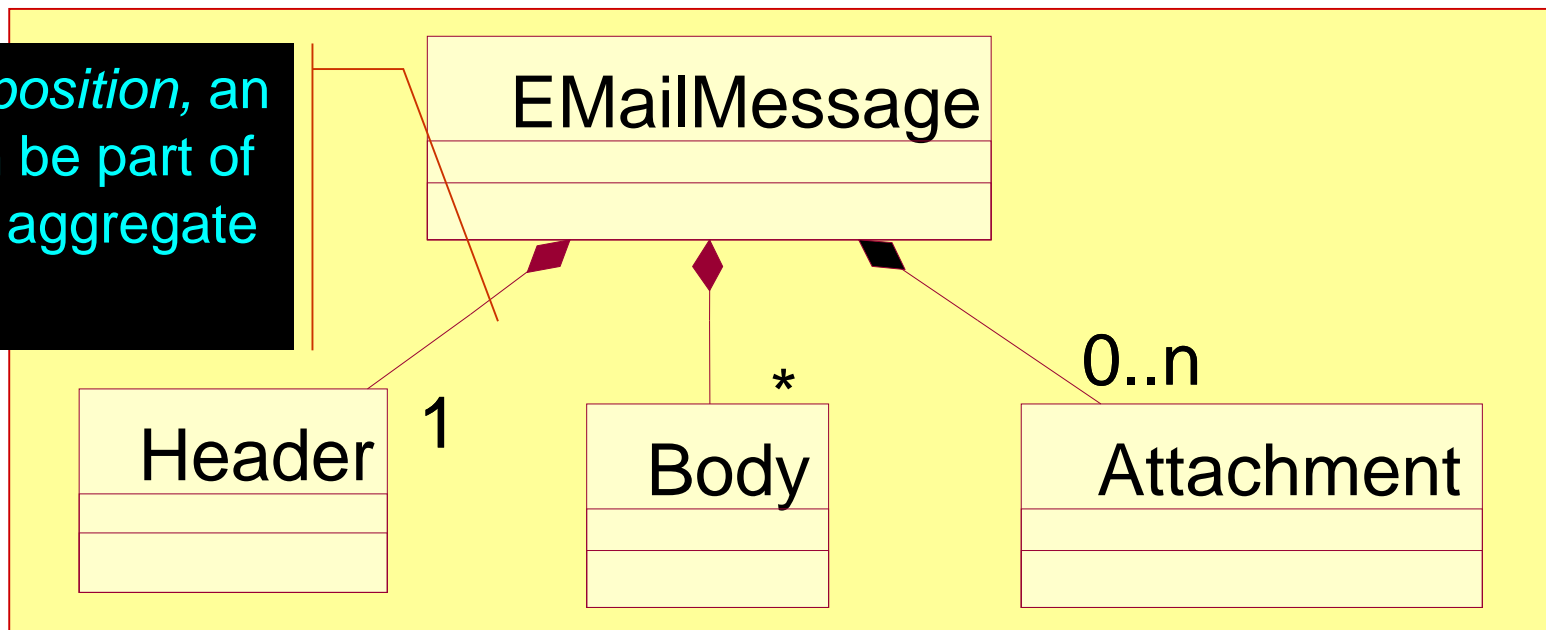 position, an
be part of
aggregate
EMailMessage
1
*
0..n
Header
Body
Attachment